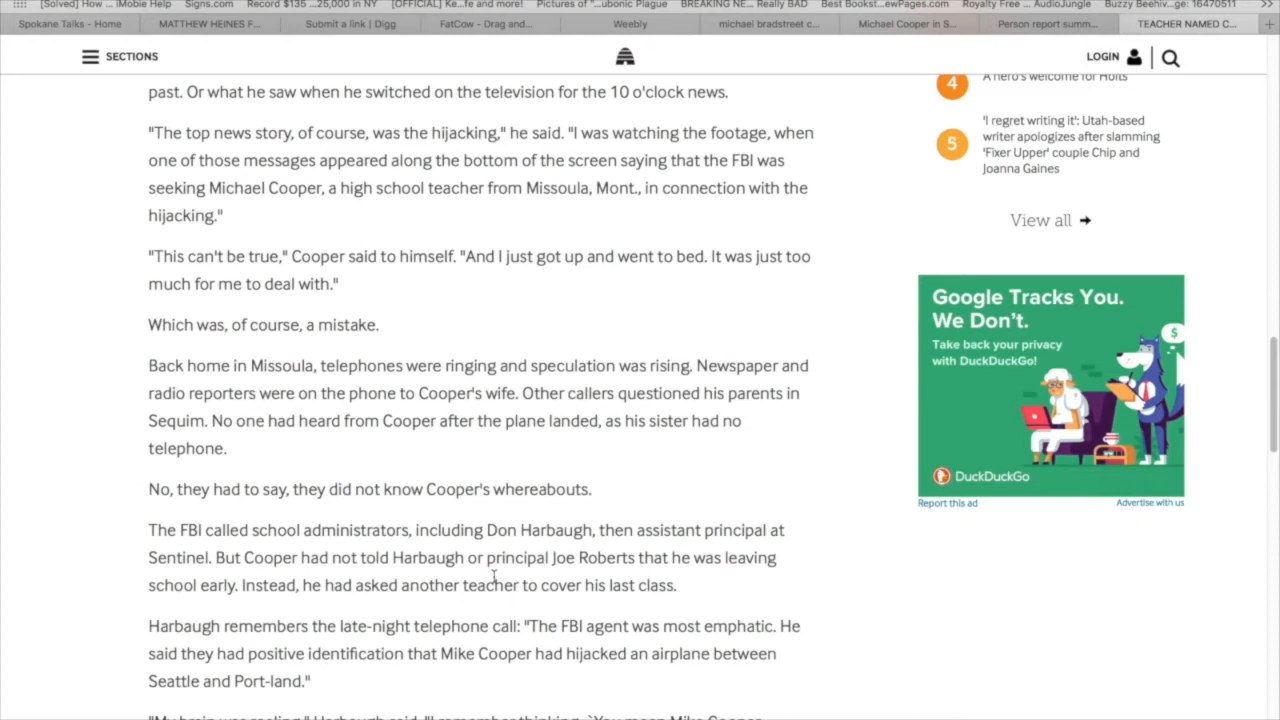 [Solved] How ... iMobie Help
Signs.com
Record $135 ...25,000 in NY
[OFFICIAL] Ke...fe and more!
Pictures of "...ubonic Plague
BREAKING NE... Really BAD
Best Bookst...ewPages.com
Royalty Free ... AudioJungle
Buzzy Beehiv...ge: 16470511
Spokane Talks - Home
MATTHEW HEINES F...
Submit a link | Digg
FatCow - Drag and...
Weebly
michael bradstreet c...
Michael Cooper in S...
Person report summ...
TEACHER NAMED C...
SECTIONS
LOGIN
past. Or what he saw when he switched on the television for the 10 o'clock news.
"The top news story, of course, was the hijacking," he said. "I was watching the footage, when
one of those messages appeared along the bottom of the screen saying that the FBI was
seeking Michael Cooper, a high school teacher from Missoula, Mont., in connection with the
hijacking."
"This can't be true," Cooper said to himself. "And I just got up and went to bed. It was just too
much for me to deal with."
Which was, of course, a mistake.
Back home in Missoula, telephones were ringing and speculation was rising. Newspaper and
radio reporters were on the phone to Cooper's wife. Other callers questioned his parents in
Sequim. No one had heard from Cooper after the plane landed, as his sister had no
telephone.
No, they had to say, they did not know Cooper's whereabouts.
The FBI called school administrators, including Don Harbaugh, then assistant principal at
Sentinel. But Cooper had not told Harbaugh or principal Joe Roberts that he was leaving
school early. Instead, he had asked another teacher to cover his last class.
Harbaugh remembers the late-night telephone call: "The FBI agent was most emphatic. He
said they had positive identification that Mike Cooper had hijacked an airplane between
Seattle and Port-land."
"My brain was reeling," Harbaugh said. "I remember thinking, `You mean Mike Cooper
4
A hero's welcome for Holts
5
'I regret writing it': Utah-based
writer apologizes after slamming
'Fixer Upper' couple Chip and
Joanna Gaines
View all
Google Tracks You.
We Don't.
Take back your privacy
with DuckDuckGo!
$
DuckDuckGo
Report this ad
Advertise with us